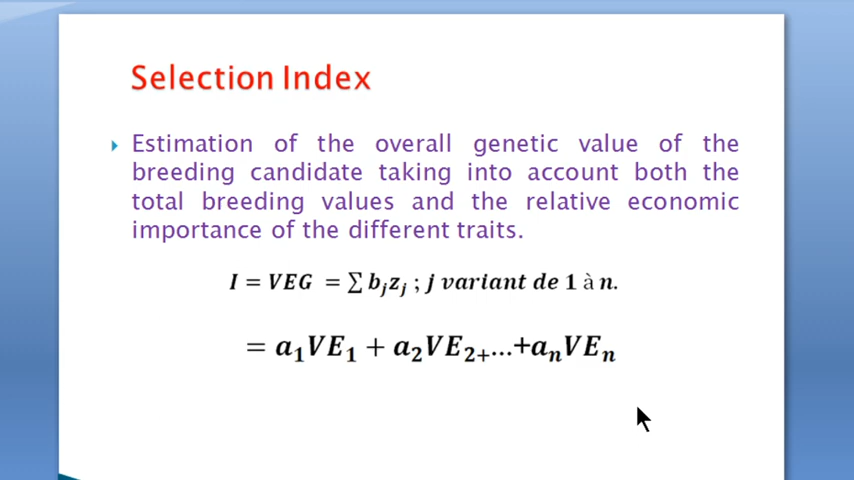 Selection Index
Estimation of the overall genetic value of the
breeding candidate taking into account both the
total breeding values and the relative economic
importance of the different traits.
I = VEG = ∑ bⱼzⱼ ; j variant de 1 à n.
= a₁VE₁ + a₂VE₂₊…+aₙVEₙ